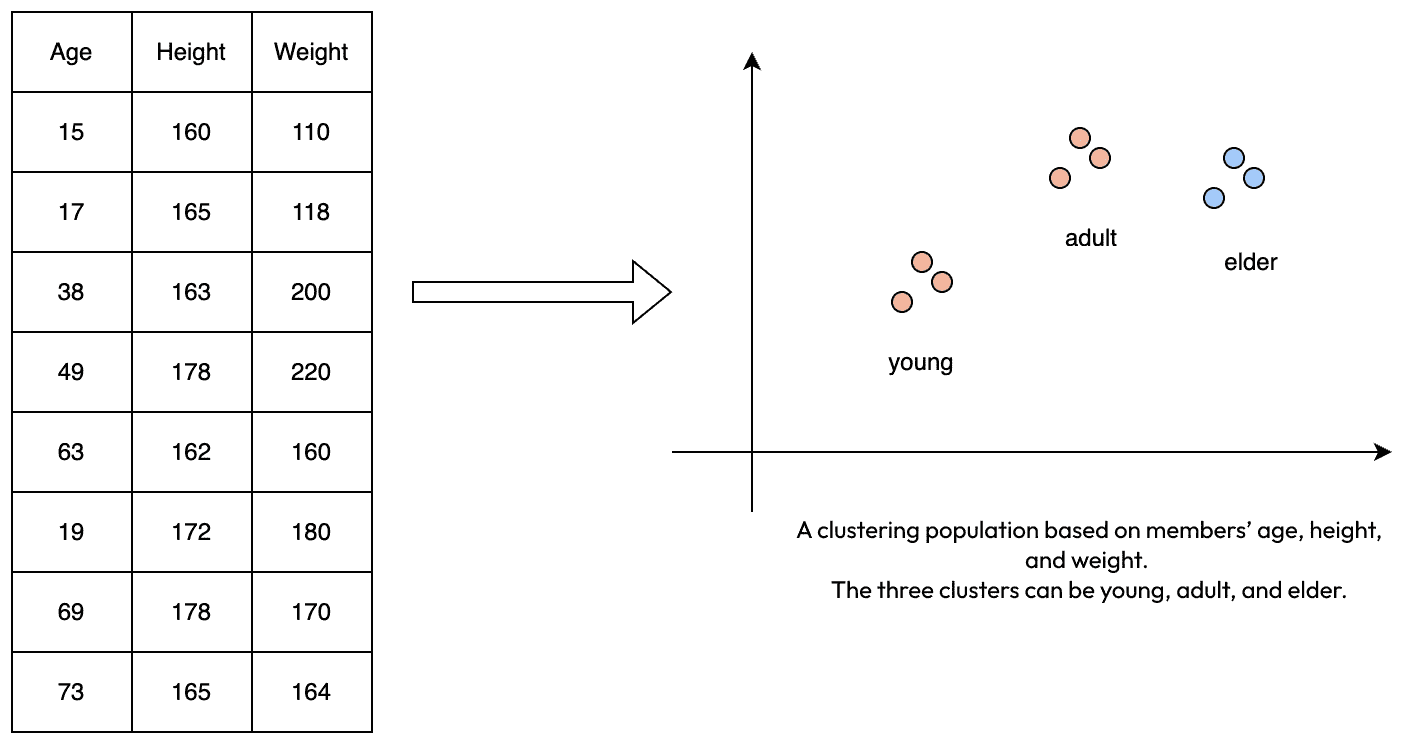 Age Height Weight
15 160 110
17 165 118
38 163 200
49 178 220
63 162 160
19 172 180
69 178 170
73 165 164
adult
elder
young
A clustering population based on members’ age, height,
and weight.
The three clusters can be young, adult, and elder.